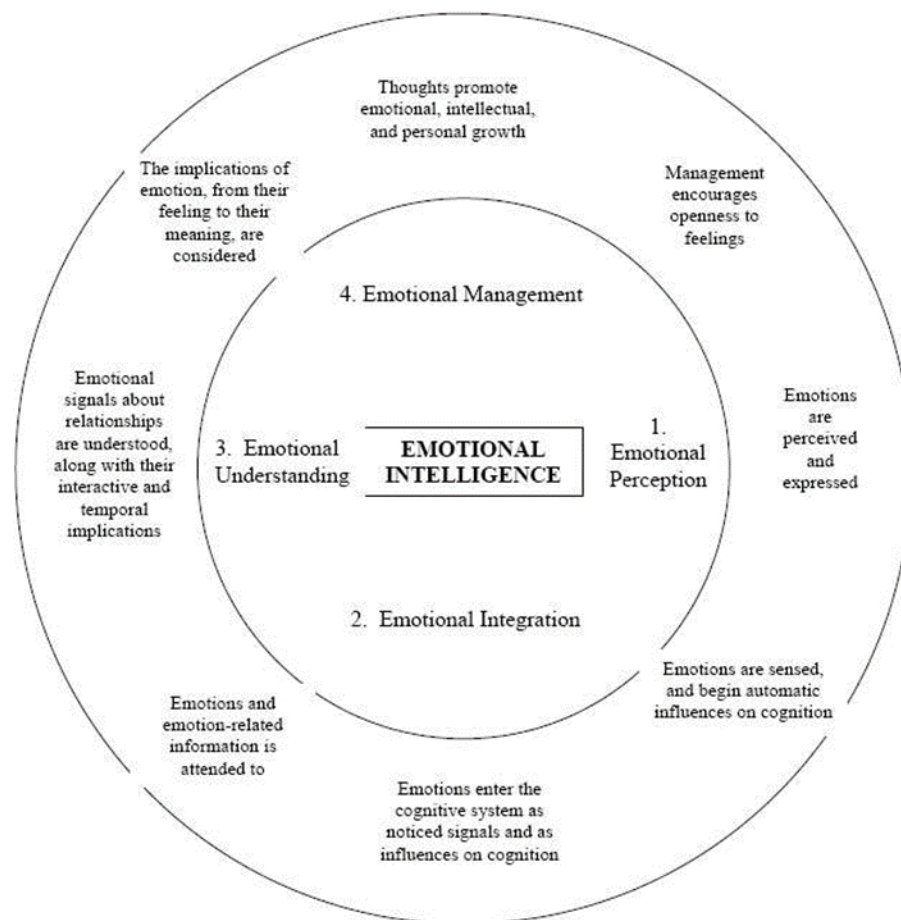 Thoughts promote
emotional, intellectual,
and personal growth
The implications of
emotion, from their
feeling to their
meaning, are
considered
Management
encourages
openness to
feelings
4. Emotional Management
Emotional
signals about
relationships
are understood,
along with their
interactive and
temporal
implications
3. Emotional
Understanding
EMOTIONAL
INTELLIGENCE
1.
Emotional
Perception
Emotions
are
perceived
and
expressed
2. Emotional Integration
Emotions are sensed,
and begin automatic
influences on cognition
Emotions and
emotion-related
information is
attended to
Emotions enter the
cognitive system as
noticed signals and as
influences on cognition